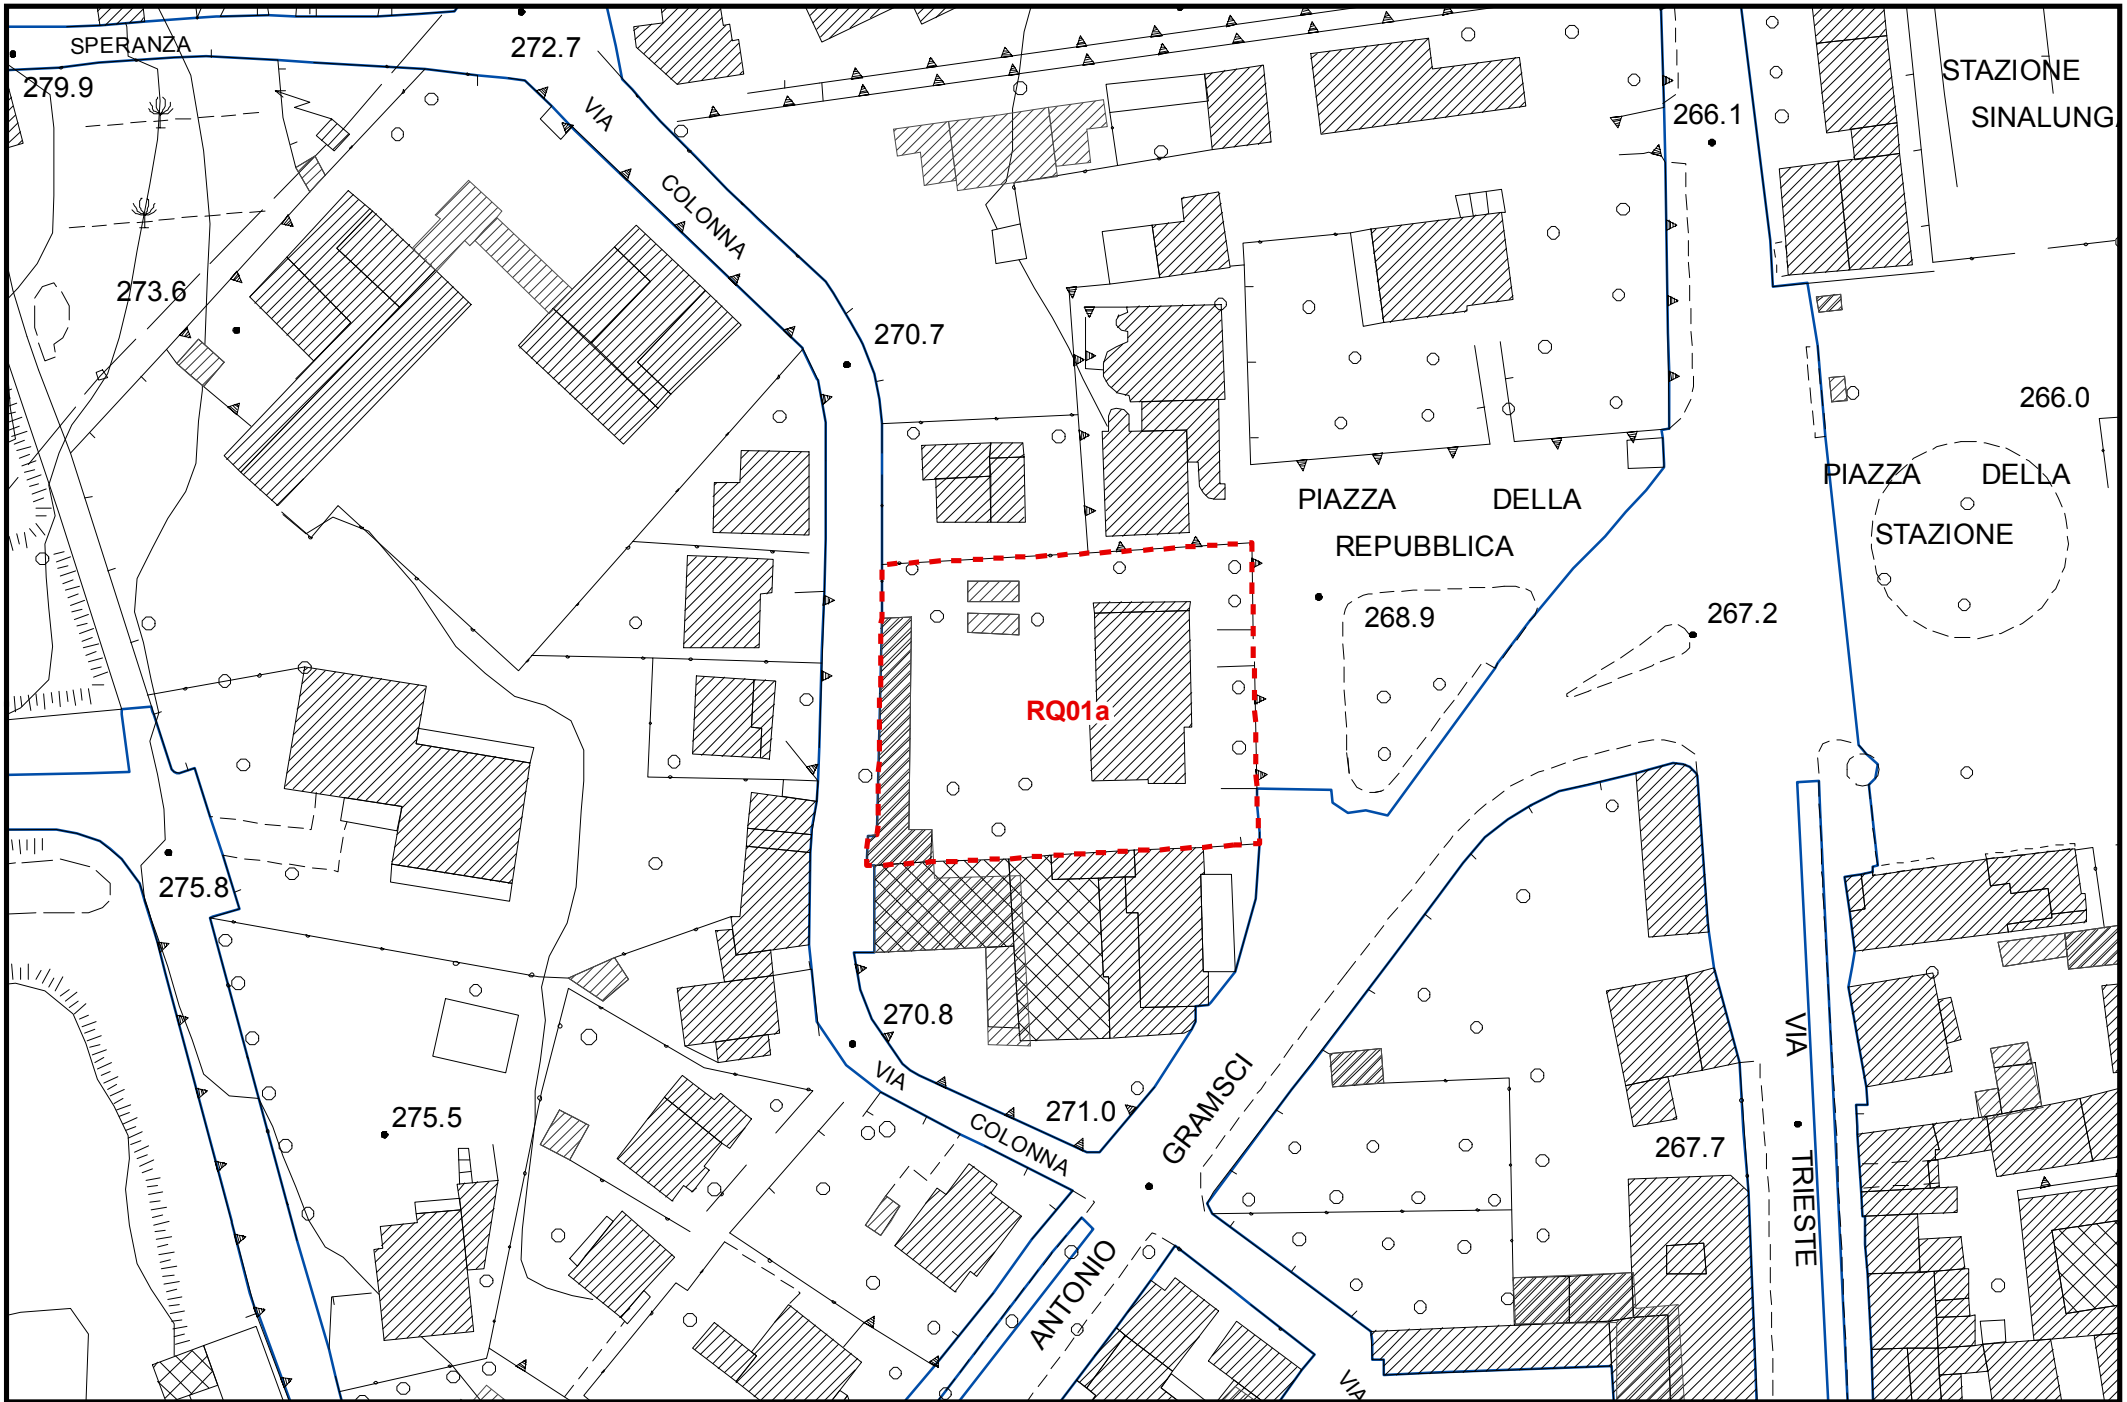 SPERANZA
272.7
279.9
VIA
COLONNA
STAZIONE
SINALUNGA
266.1
273.6
270.7
266.0
PIAZZA DELLA
REPUBBLICA
PIAZZA DELLA
STAZIONE
268.9
267.2
RQ01a
275.8
270.8
VIA
COLONNA
271.0
275.5
ANTONIO
GRAMSCI
267.7
VIA
TRIESTE
VIA